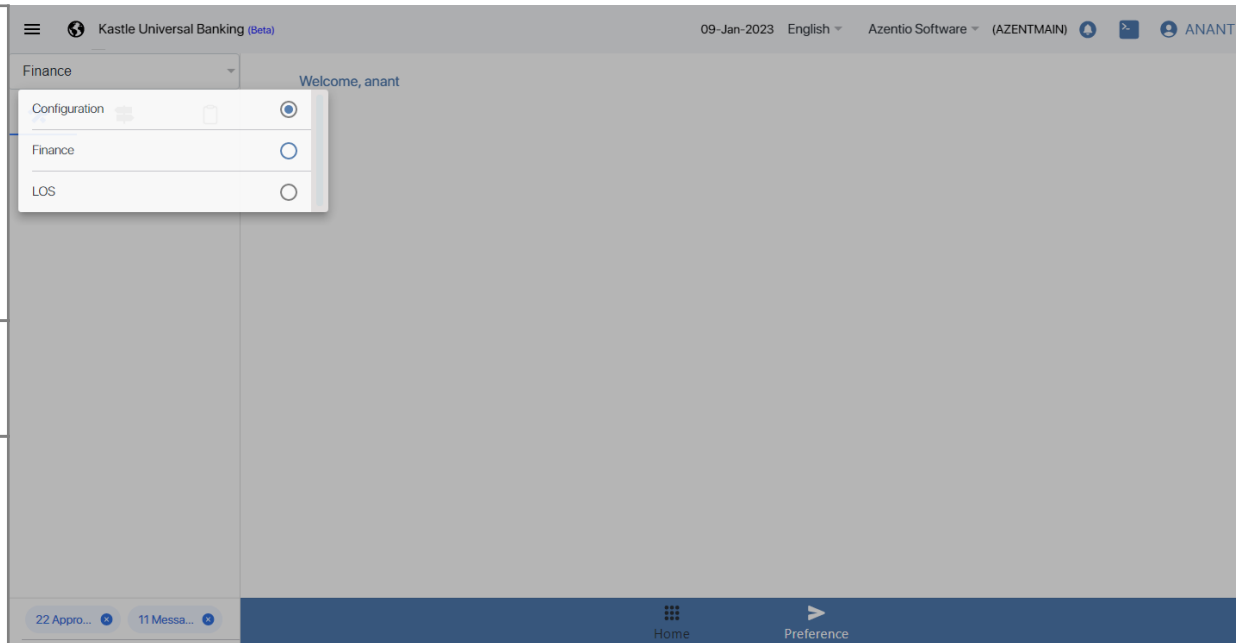 Kastle Universal Banking (Beta) 09-Jan-2023 English Azentio Software (AZENTMAIN) ANANT
Finance
Welcome, anant
Configuration
Finance
LOS
22 Appro... 11 Messa...
Home Preference